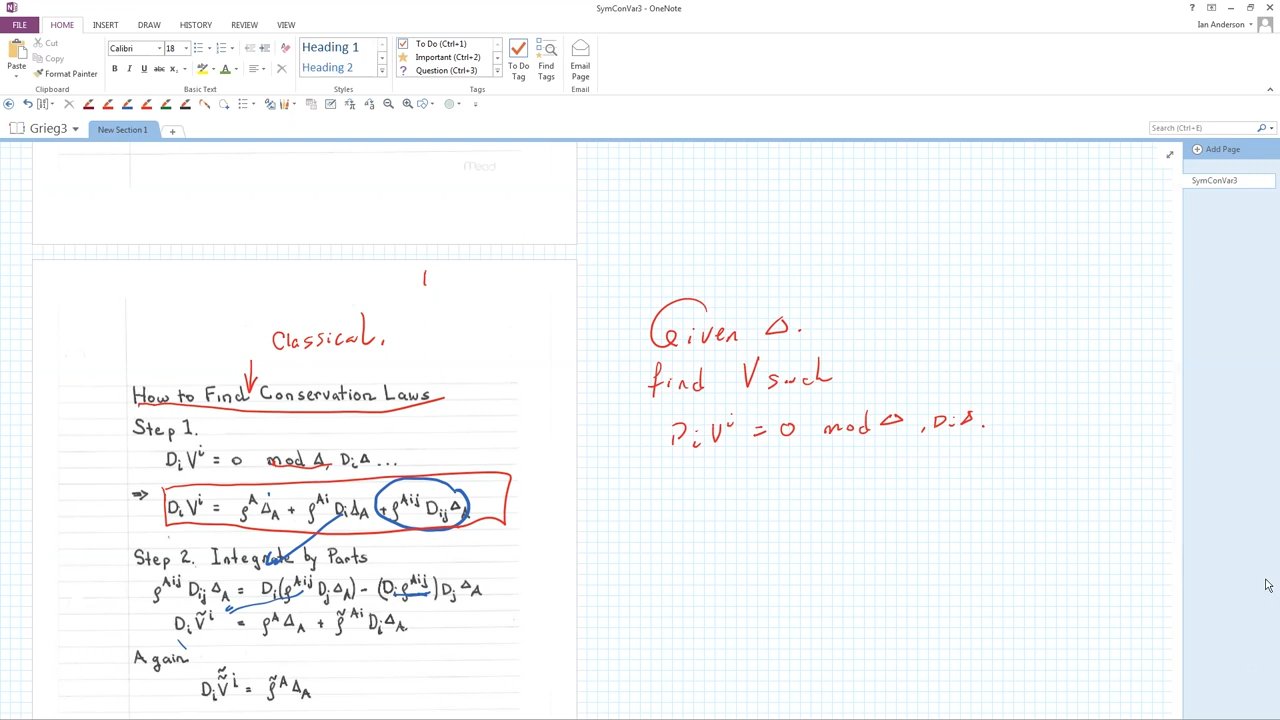 SymConVar3 - OneNote
FILE HOME INSERT DRAW HISTORY REVIEW VIEW
Ian Anderson
Paste
Cut
Copy
Format Painter
Clipboard
Calibri 18
B I U abc x₂
Basic Text
Heading 1
Heading 2
Styles
To Do (Ctrl+1)
Important (Ctrl+2)
Question (Ctrl+3)
Tags
To Do Tag
Find Tags
Email Page
Email
Grieg3
New Section 1
Search (Ctrl+E)
Add Page
SymConVar3
Mead
Classical.
How to Find Conservation Laws
Step 1.
D_i V^i = 0 mod Δ, D_i Δ ...
⇒ D_i V^i = ρ^A Δ_A + ρ^{Ai} D_i Δ_A + ρ^{Aij} D_{ij} Δ_A
Step 2. Integrate by Parts
ρ^{Aij} D_{ij} Δ_A = D_i(ρ^{Aij} D_j Δ_A) - (D_i ρ^{Aij}) D_j Δ_A
D_i Ṽ^i = ρ^A Δ_A + ρ̃^{Ai} D_i Δ_A.
Again
D_i Ṽ̃^i = ρ̃^A Δ_A
Given Δ.
find V such
D_i V^i = 0 mod Δ, D_i Δ.